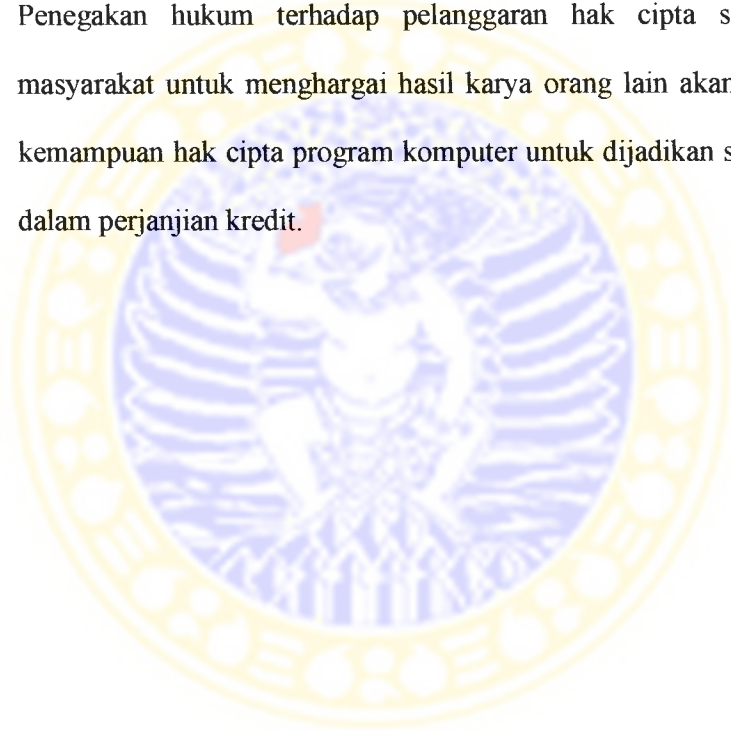 Penegakan hukum terhadap pelanggaran hak cipta
masyarakat untuk menghargai hasil karya orang lain akan
kemampuan hak cipta program komputer untuk dijadikan
dalam perjanjian kredit.